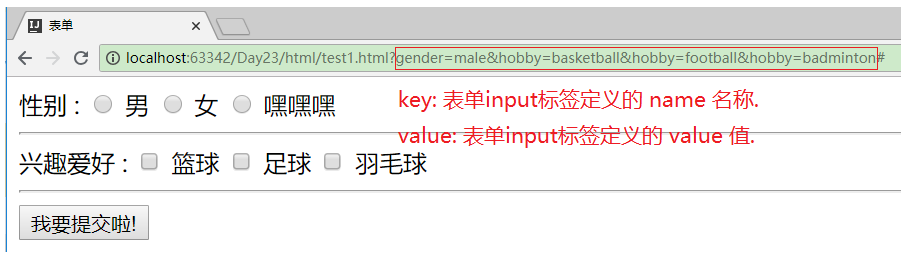 表单
localhost:63342/Day23/html/test1.html?gender=male&hobby=basketball&hobby=football&hobby=badminton#
性别 : 男 女 嘿嘿嘿
key: 表单input标签定义的 name 名称.
value: 表单input标签定义的 value 值.
兴趣爱好 : 篮球 足球 羽毛球
我要提交啦!